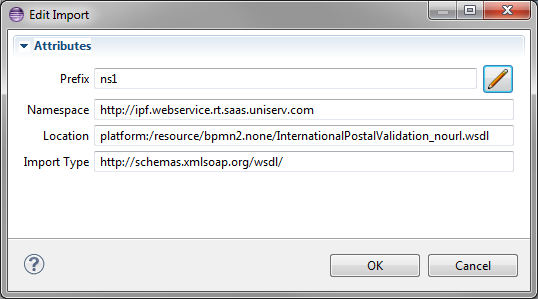 Edit Import
Attributes
Prefix ns1
Namespace http://ipf.webservice.rt.saas.uniserv.com
Location platform:/resource/bpmn2.none/InternationalPostalValidation_nourl.wsdl
Import Type http://schemas.xmlsoap.org/wsdl/
? OK Cancel